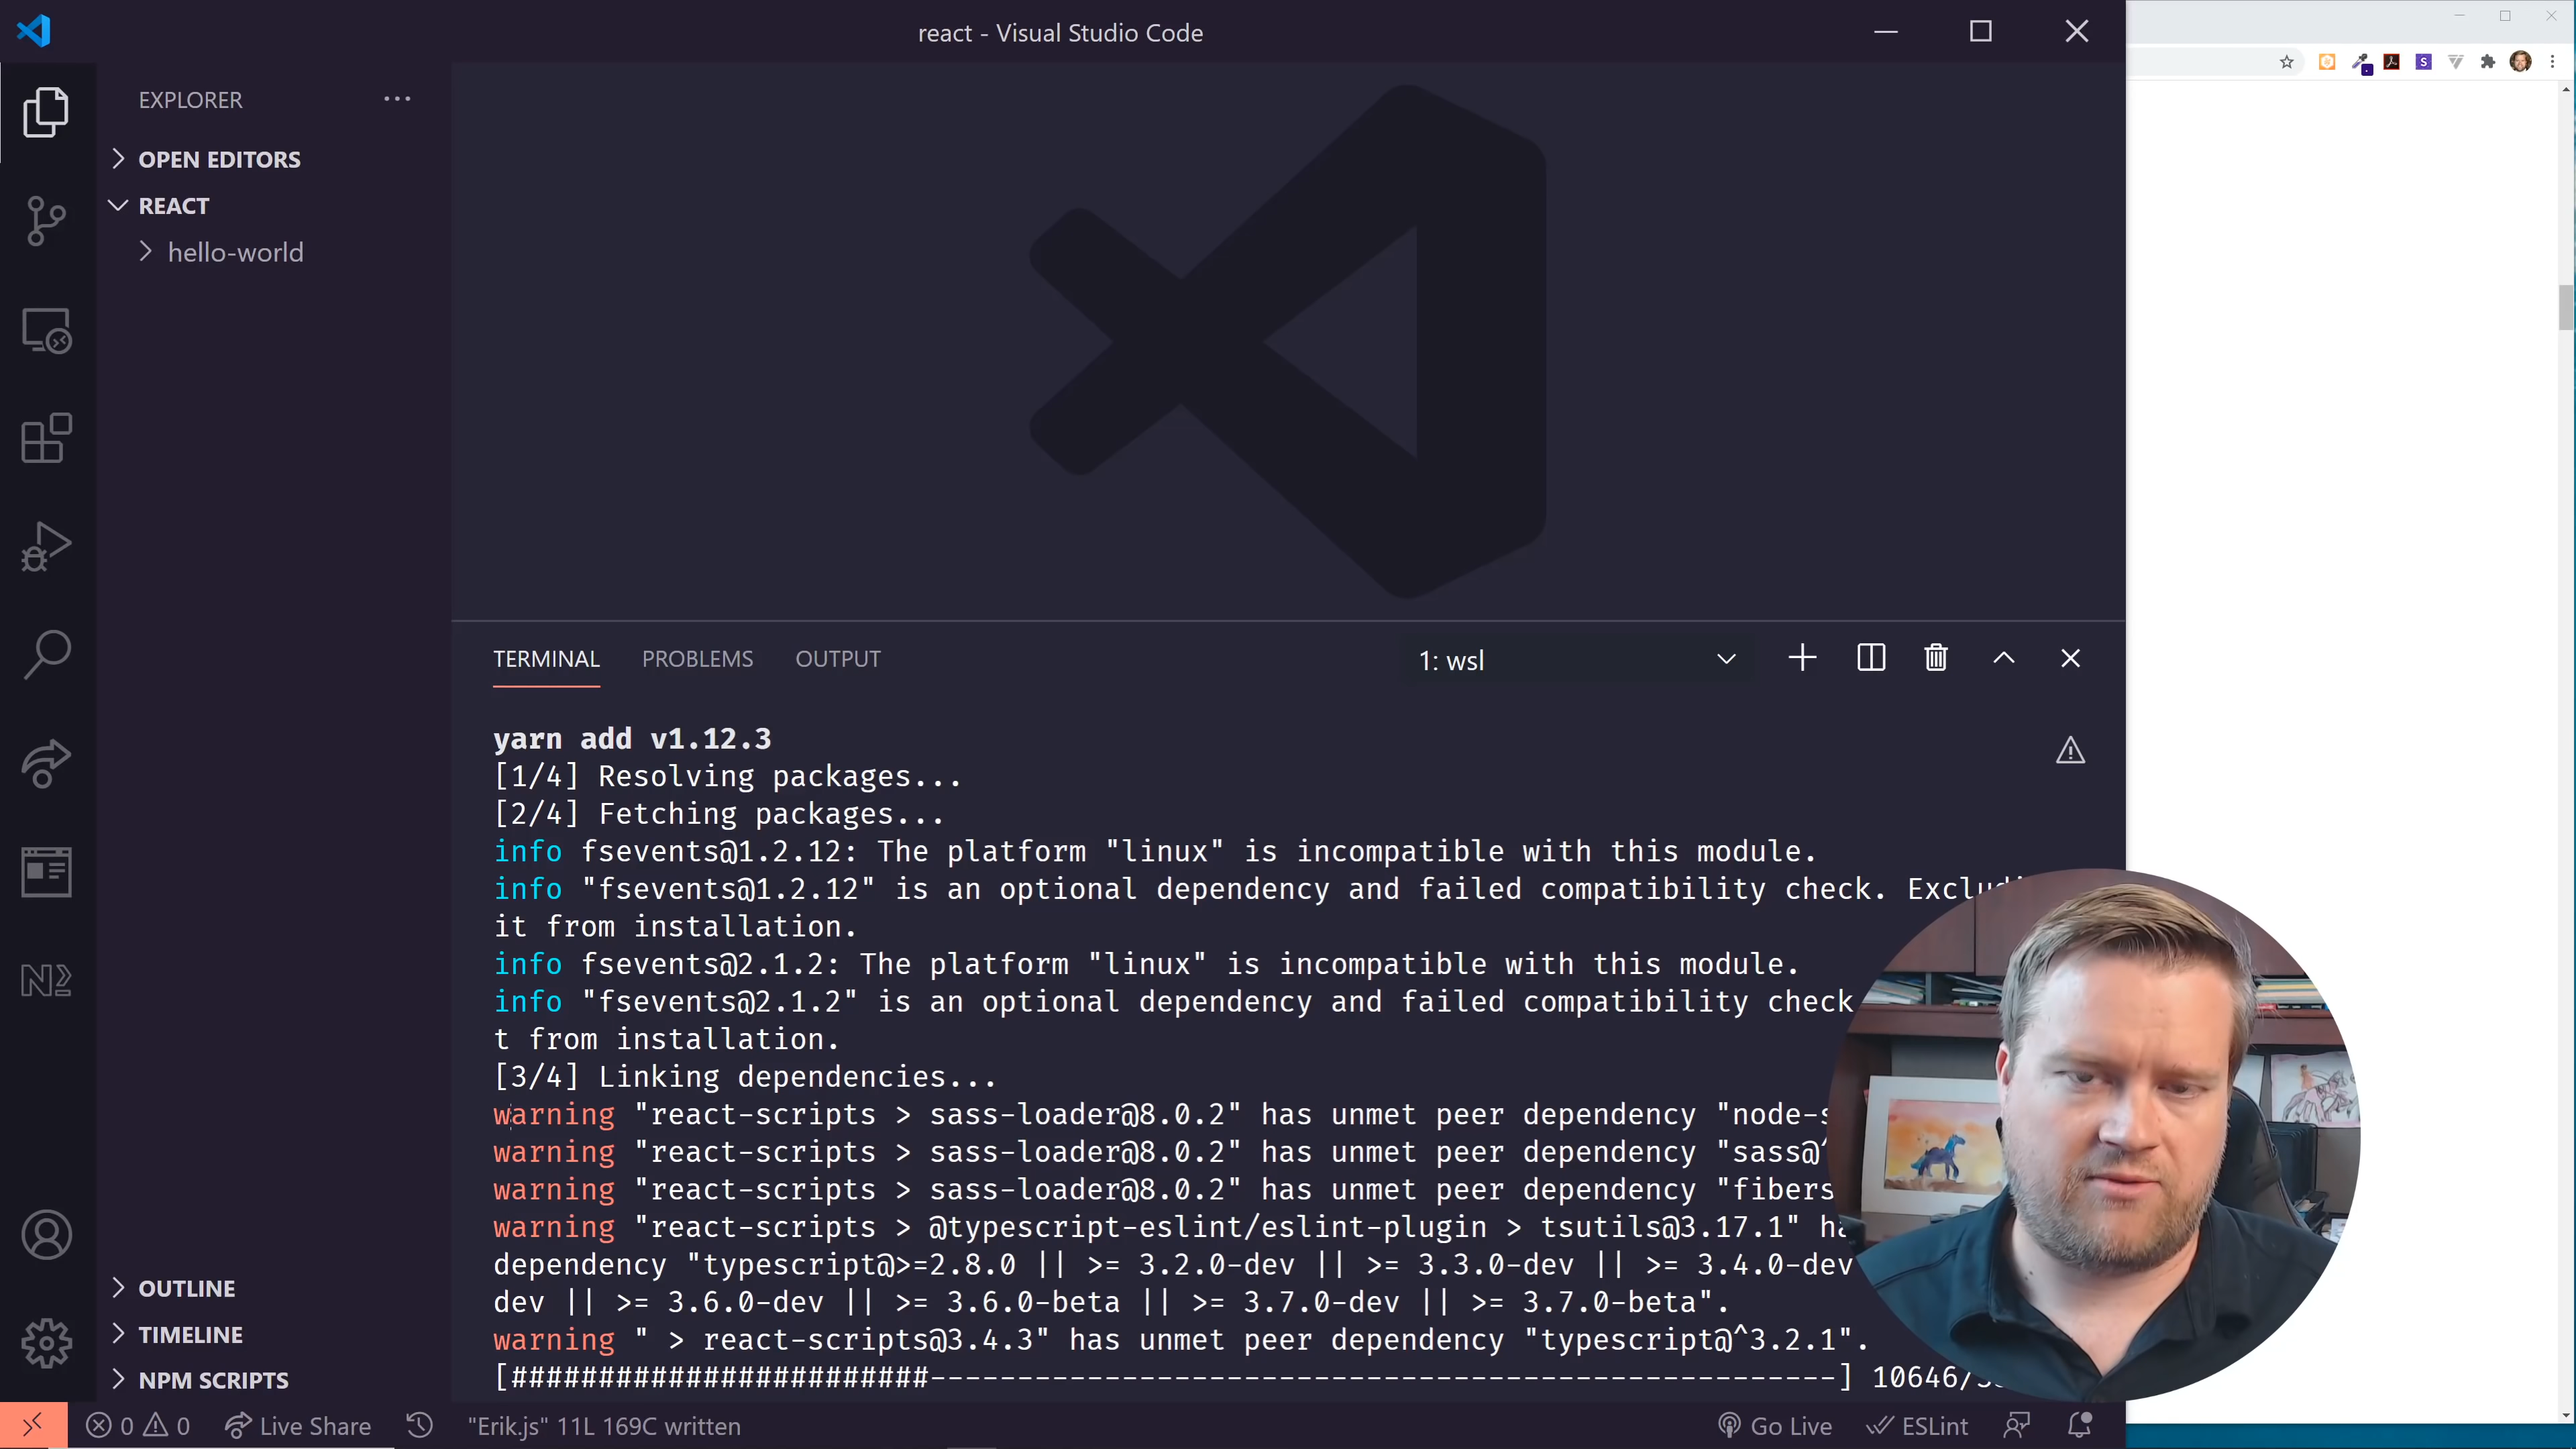 react - Visual Studio Code
EXPLORER
OPEN EDITORS
REACT
hello-world
OUTLINE
TIMELINE
NPM SCRIPTS
TERMINAL PROBLEMS OUTPUT 1: wsl
yarn add v1.12.3
[1/4] Resolving packages...
[2/4] Fetching packages...
info fsevents@1.2.12: The platform "linux" is incompatible with this module.
info "fsevents@1.2.12" is an optional dependency and failed compatibility check.
it from installation.
info fsevents@2.1.2: The platform "linux" is incompatible with this module.
info "fsevents@2.1.2" is an optional dependency and failed compatibility check
t from installation.
[3/4] Linking dependencies...
warning "react-scripts > sass-loader@8.0.2" has unmet peer dependency
warning "react-scripts > sass-loader@8.0.2" has unmet peer dependency "sass@^
warning "react-scripts > sass-loader@8.0.2" has unmet peer dependency "fibers
warning "react-scripts > @typescript-eslint/eslint-plugin > tsutils@3.17.1"
dependency "typescript@>=2.8.0 || >= 3.2.0-dev || >= 3.3.0-dev || >= 3.4.0-dev
dev || >= 3.6.0-dev || >= 3.6.0-beta || >= 3.7.0-dev || >= 3.7.0-beta".
warning " > react-scripts@3.4.3" has unmet peer dependency "typescript@^3.2.1".
[########################----------------------------------------------------] 10646/
0 0 Live Share "Erik.js" 11L 169C written Go Live ESLint